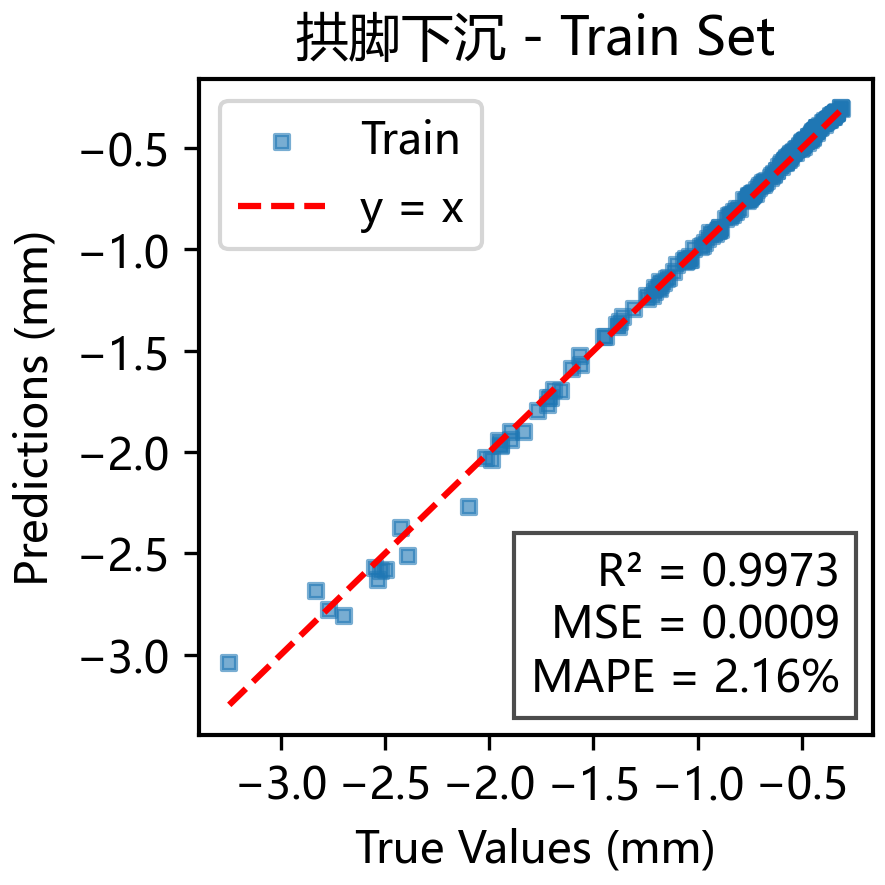 拱脚下沉 - Train Set
Train
y = x
Predictions (mm)
−0.5
−1.0
−1.5
−2.0
−2.5
−3.0
R² = 0.9973
MSE = 0.0009
MAPE = 2.16%
−3.0 −2.5 −2.0 −1.5 −1.0 −0.5
True Values (mm)